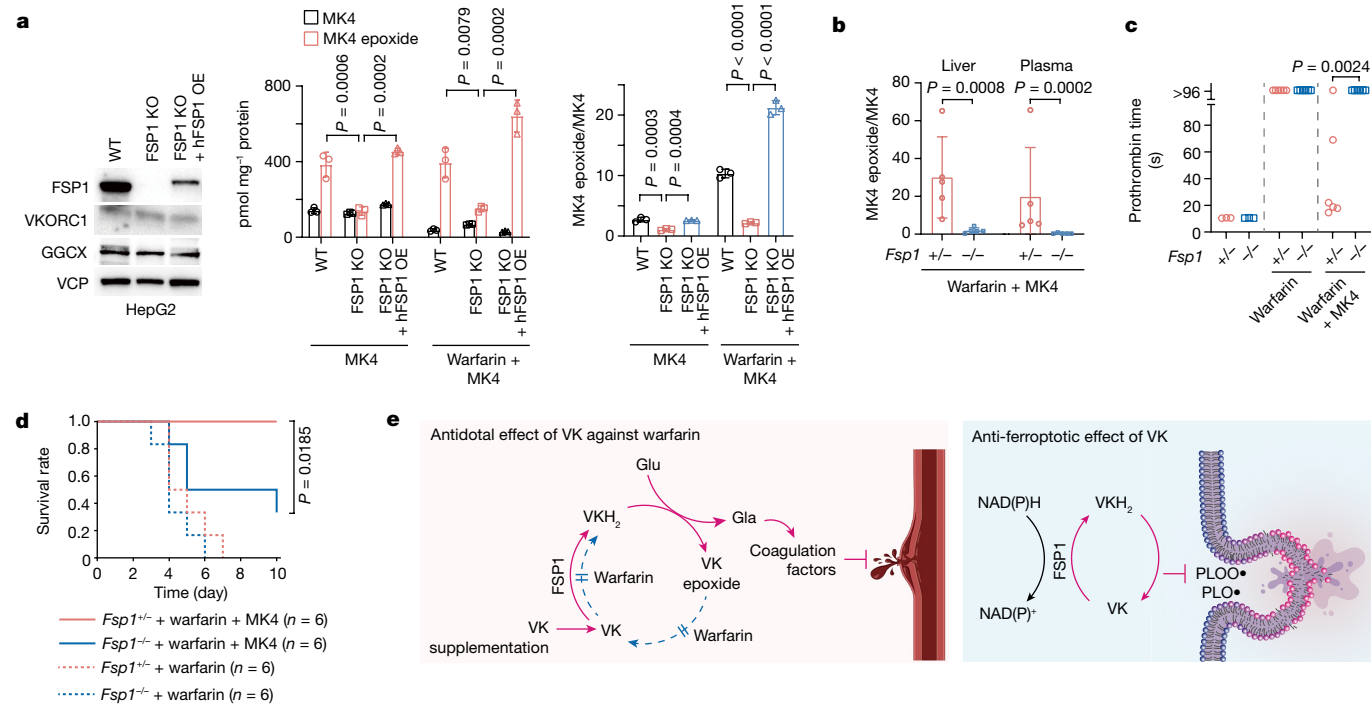 a
WT
FSP1 KO
FSP1 KO
+ hFSP1 OE
FSP1
VKORC1
GGCX
VCP
HepG2
MK4
MK4 epoxide
pmol mg⁻¹ protein
800
400
0
P = 0.0006
P = 0.0002
P = 0.0079
P = 0.0002
WT
FSP1 KO
FSP1 KO
+ hFSP1 OE
WT
FSP1 KO
FSP1 KO
+ hFSP1 OE
MK4
Warfarin +
MK4
MK4 epoxide/MK4
25
20
15
10
5
0
P = 0.0003
P = 0.0004
P < 0.0001
P < 0.0001
WT
FSP1 KO
FSP1 KO
+ hFSP1 OE
WT
FSP1 KO
FSP1 KO
+ hFSP1 OE
MK4
Warfarin +
MK4
b
MK4 epoxide/MK4
80
60
40
20
0
Liver
Plasma
P = 0.0008
P = 0.0002
Fsp1 +/– –/– +/– –/–
Warfarin + MK4
c
Prothrombin time
(s)
>96
80
60
40
20
0
P = 0.0024
Fsp1 +/– –/– +/– –/– +/– –/–
Warfarin
Warfarin
+ MK4
d
Survival rate
1.0
0.8
0.6
0.4
0.2
0
0 2 4 6 8 10
Time (day)
P = 0.0185
Fsp1+/– + warfarin + MK4 (n = 6)
Fsp1–/– + warfarin + MK4 (n = 6)
Fsp1+/– + warfarin (n = 6)
Fsp1–/– + warfarin (n = 6)
e
Antidotal effect of VK against warfarin
Glu
VKH₂
Gla
Coagulation
factors
FSP1
Warfarin
VK
epoxide
Warfarin
VK
supplementation
VK
Anti-ferroptotic effect of VK
NAD(P)H
VKH₂
FSP1
PLOO•
PLO•
NAD(P)⁺
VK